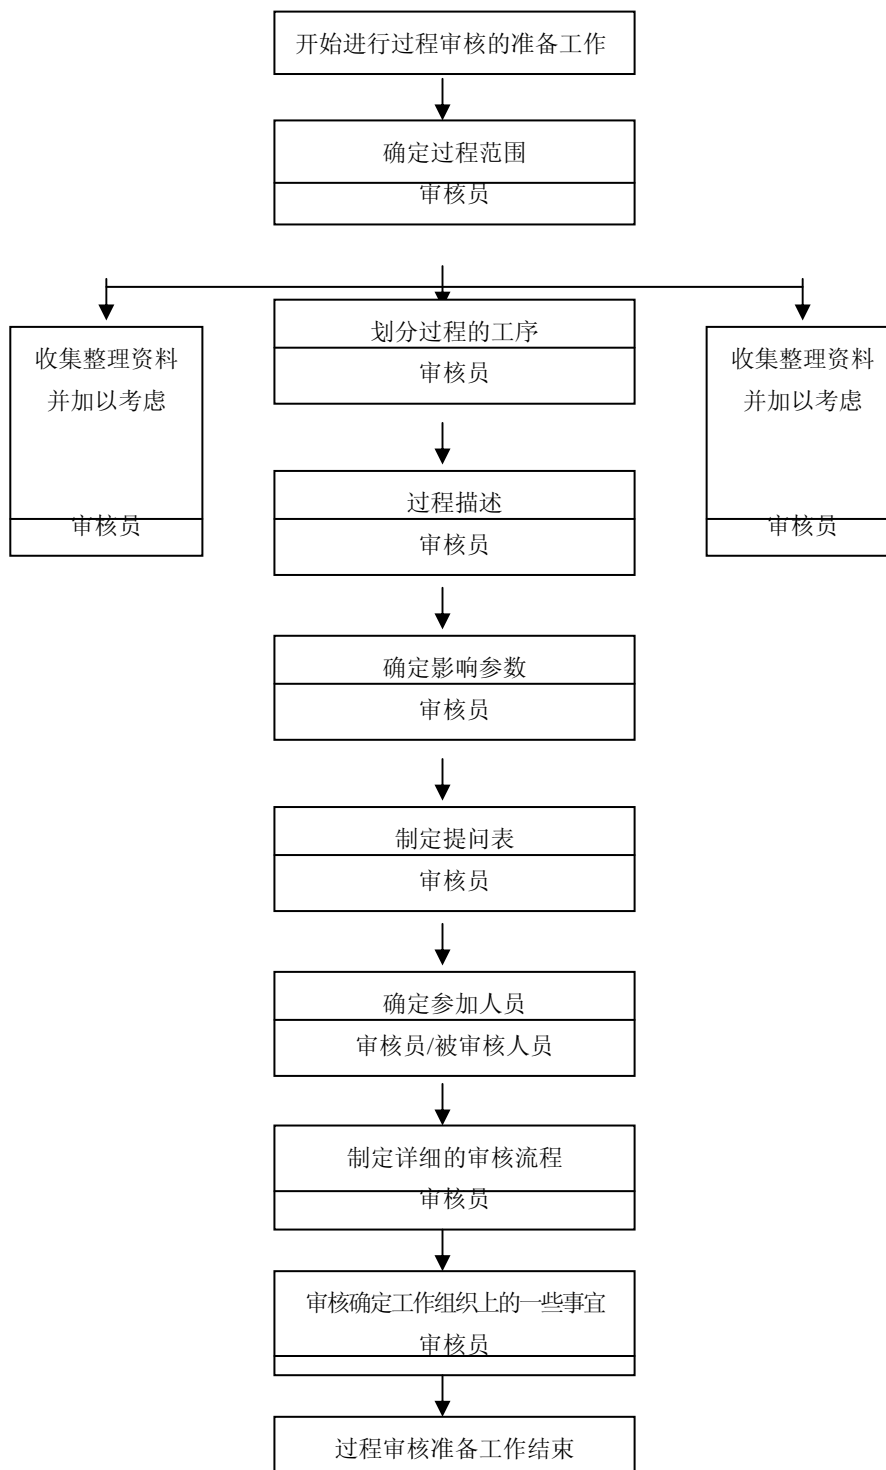 开始进行过程审核的准备工作
确定过程范围
审核员
划分过程的工序
审核员
收集整理资料
并加以考虑
审核员
收集整理资料
并加以考虑
审核员
过程描述
审核员
确定影响参数
审核员
制定提问表
审核员
确定参加人员
审核员/被审核人员
制定详细的审核流程
审核员
审核确定工作组织上的一些事宜
审核员
过程审核准备工作结束